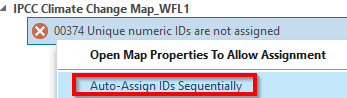 IPCC Climate Change Map_WFL1
00374 Unique numeric IDs are not assigned
Open Map Properties To Allow Assignment
Auto-Assign IDs Sequentially